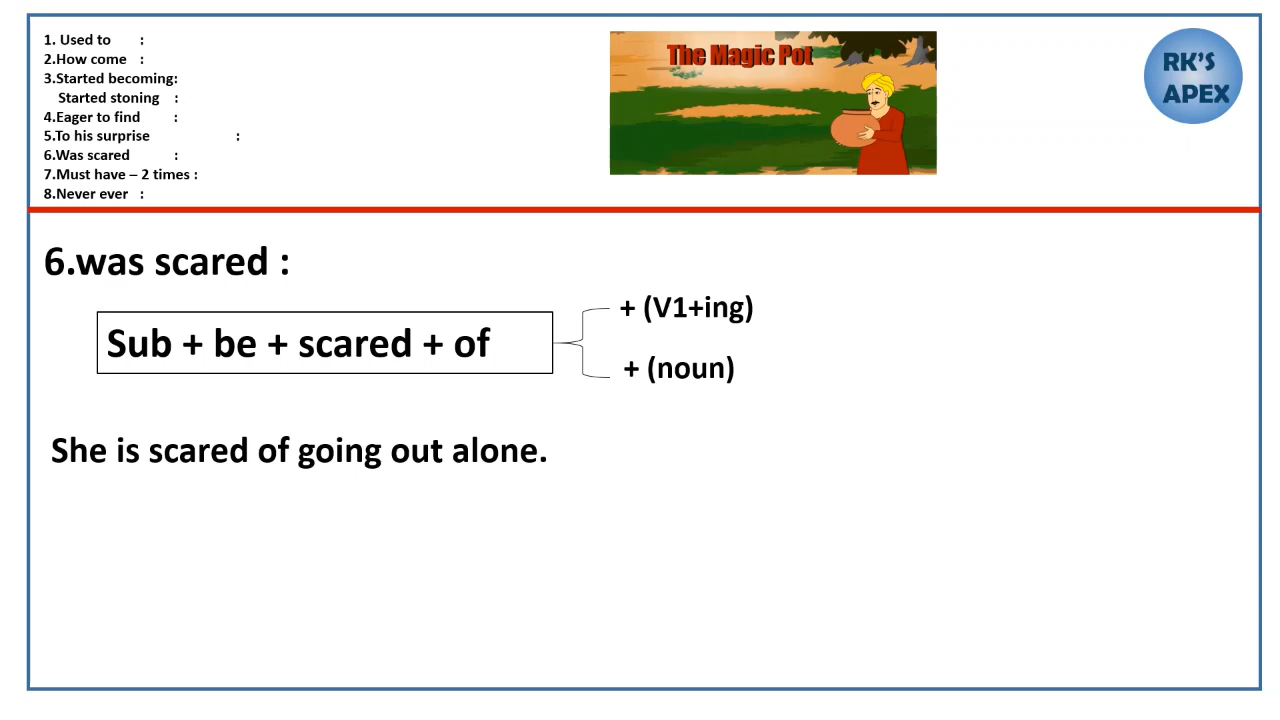 1. Used to :
2.How come :
3.Started becoming:
Started stoning :
4.Eager to find :
5.To his surprise :
6.Was scared :
7.Must have – 2 times :
8.Never ever :
The Magic Pot
RK'S
APEX
6.was scared :
+ (V1+ing)
Sub + be + scared + of
+ (noun)
She is scared of going out alone.